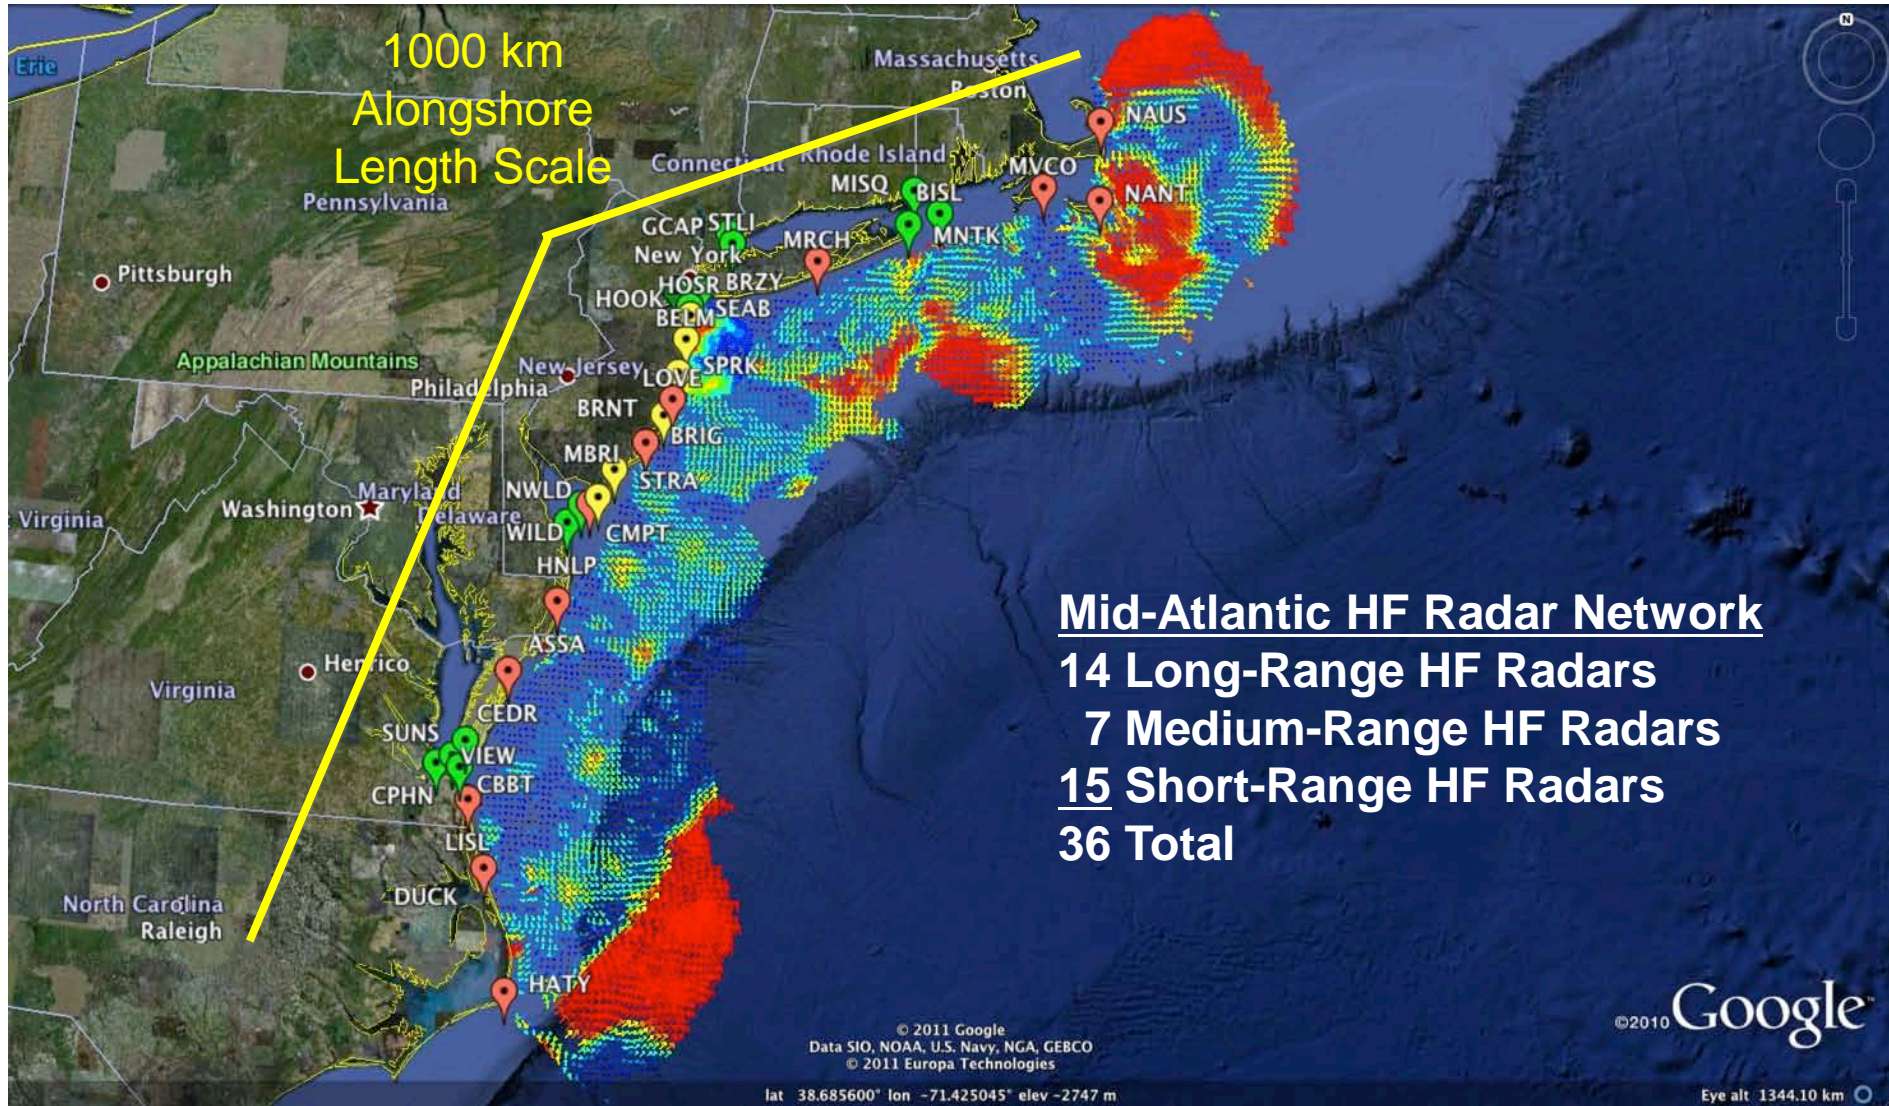 1000 km
Alongshore
Length Scale
Erie
Massachusetts
Boston
NAUS
Connecticut
Rhode Island
MVCO
MISQ
BISL
NANT
Pennsylvania
GCAP
STLI
MRCH
MNTK
New York
Pittsburgh
HOSR
BRZY
HOOK
SEAB
BELM
Appalachian Mountains
New Jersey
SPRK
LOVE
Philadelphia
BRNT
BRIG
MBRI
STRA
NWLD
Maryland
Washington
Delaware
Virginia
WILD
CMPT
HNLP
Mid-Atlantic HF Radar Network
14 Long-Range HF Radars
7 Medium-Range HF Radars
15 Short-Range HF Radars
36 Total
ASSA
Henrico
Virginia
CEDR
SUNS
VIEW
CBBT
CPHN
LISL
DUCK
North Carolina
Raleigh
HATY
©2010 Google
© 2011 Google
Data SIO, NOAA, U.S. Navy, NGA, GEBCO
© 2011 Europa Technologies
lat 38.685600° lon -71.425045° elev -2747 m
Eye alt 1344.10 km
N